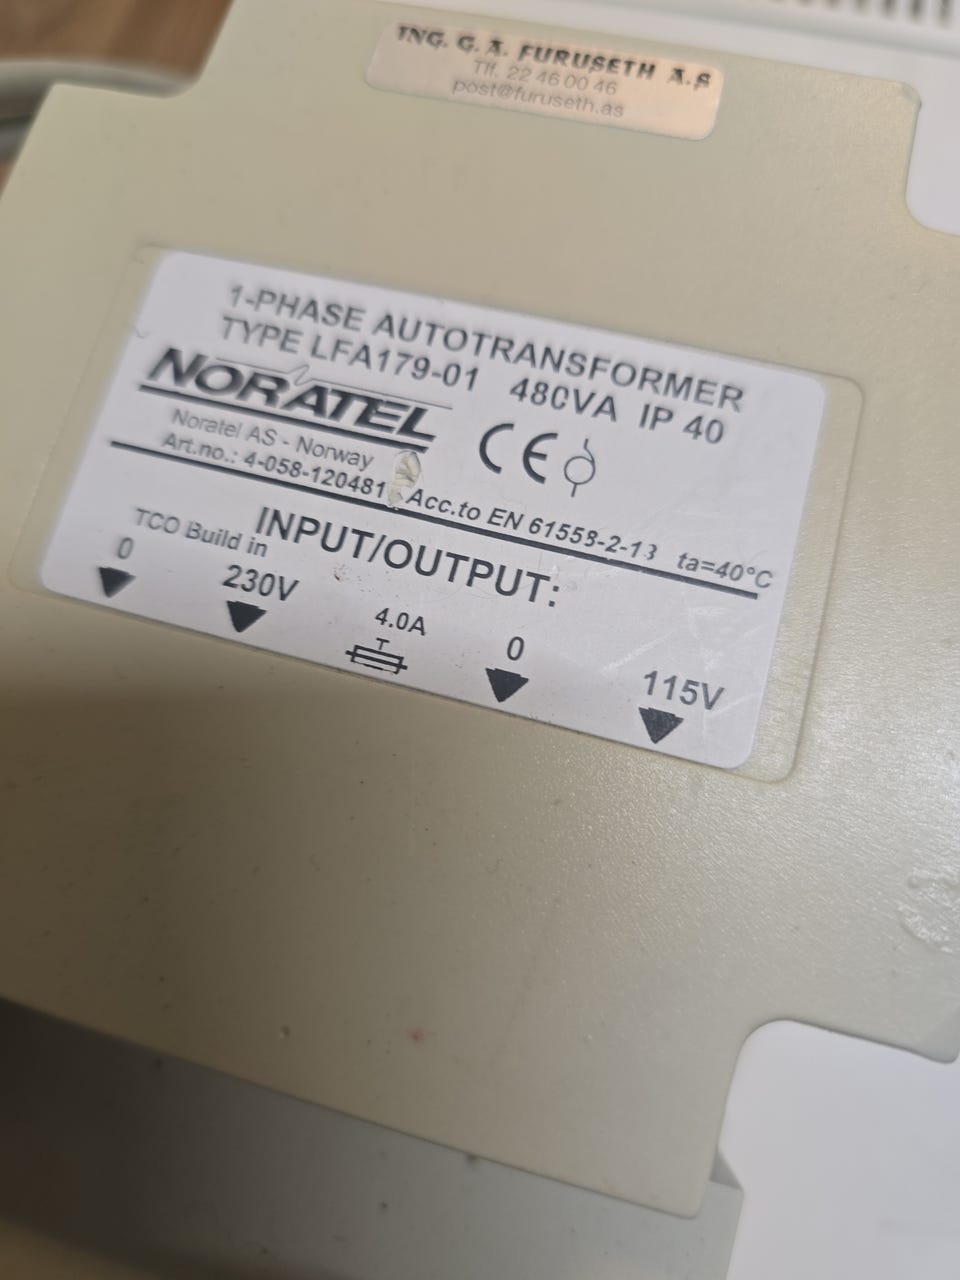 ING. G. A. FURUSETH A.S
Tlf. 22 46 00 46
post@furuseth.as
1-PHASE AUTOTRANSFORMER
TYPE LFA179-01 480VA IP 40
NORATEL
CE
Noratel AS - Norway
Art.no.: 4-058-120481 Acc.to EN 61558-2-13 ta=40°C
TCO Build in INPUT/OUTPUT:
0 230V 4.0A 0 115V
T